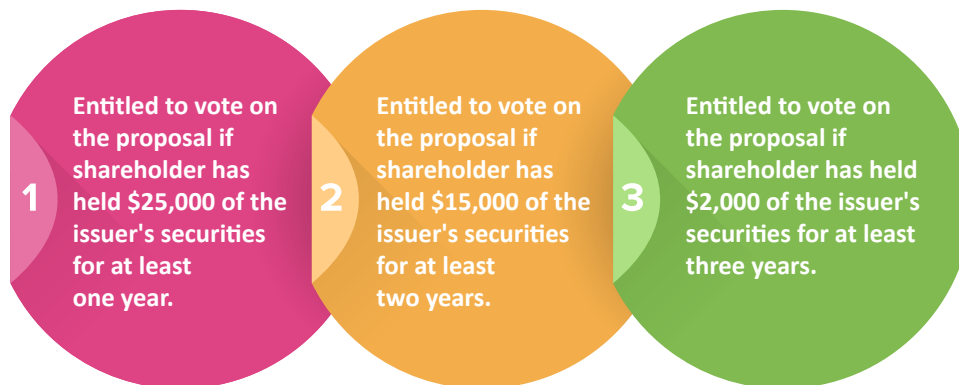 1
Entitled to vote on
the proposal if
shareholder has
held $25,000 of the
issuer's securities
for at least
one year.
2
Entitled to vote on
the proposal if
shareholder has
held $15,000 of the
issuer's securities
for at least
two years.
3
Entitled to vote on
the proposal if
shareholder has held
$2,000 of the issuer's
securities for at least
three years.